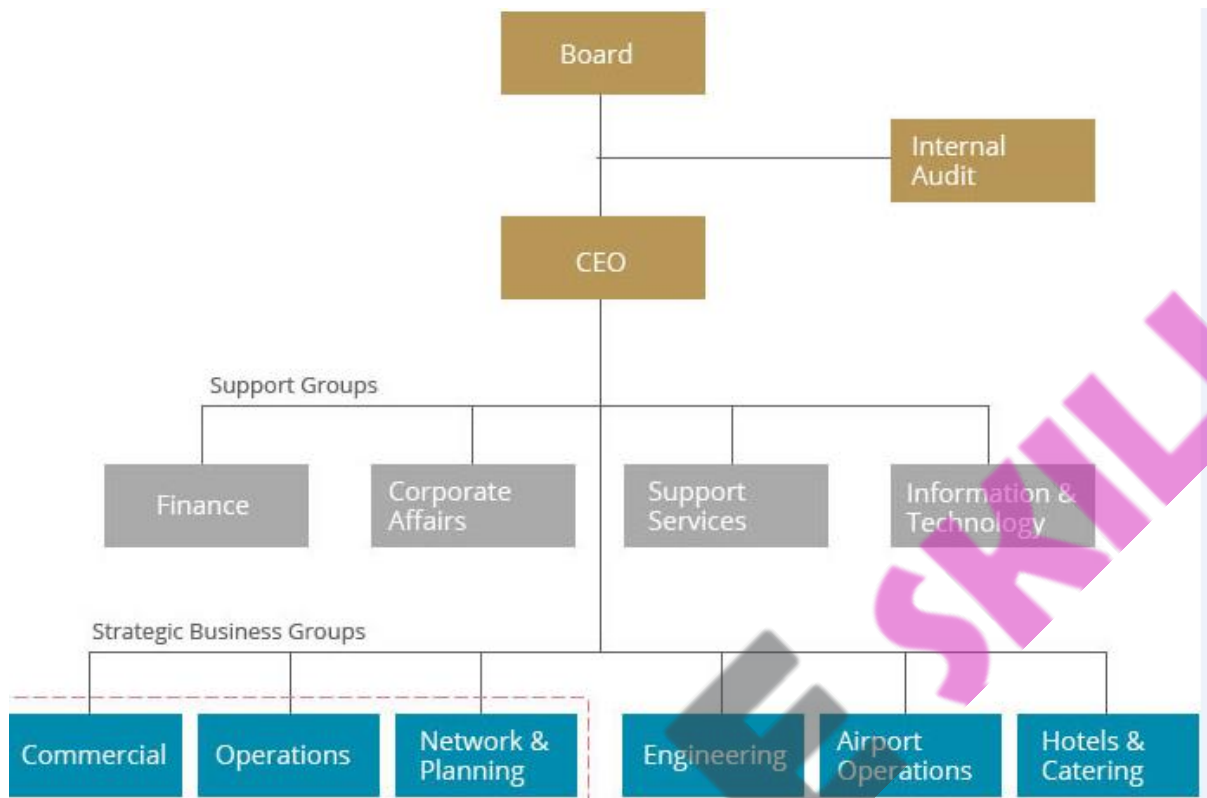 Board
Internal
Audit
CEO
Support Groups
Finance
Corporate
Affairs
Support
Services
Information &
Technology
Strategic Business Groups
Commercial
Operations
Network &
Planning
Engineering
Airport
Operations
Hotels &
Catering
E SKILL